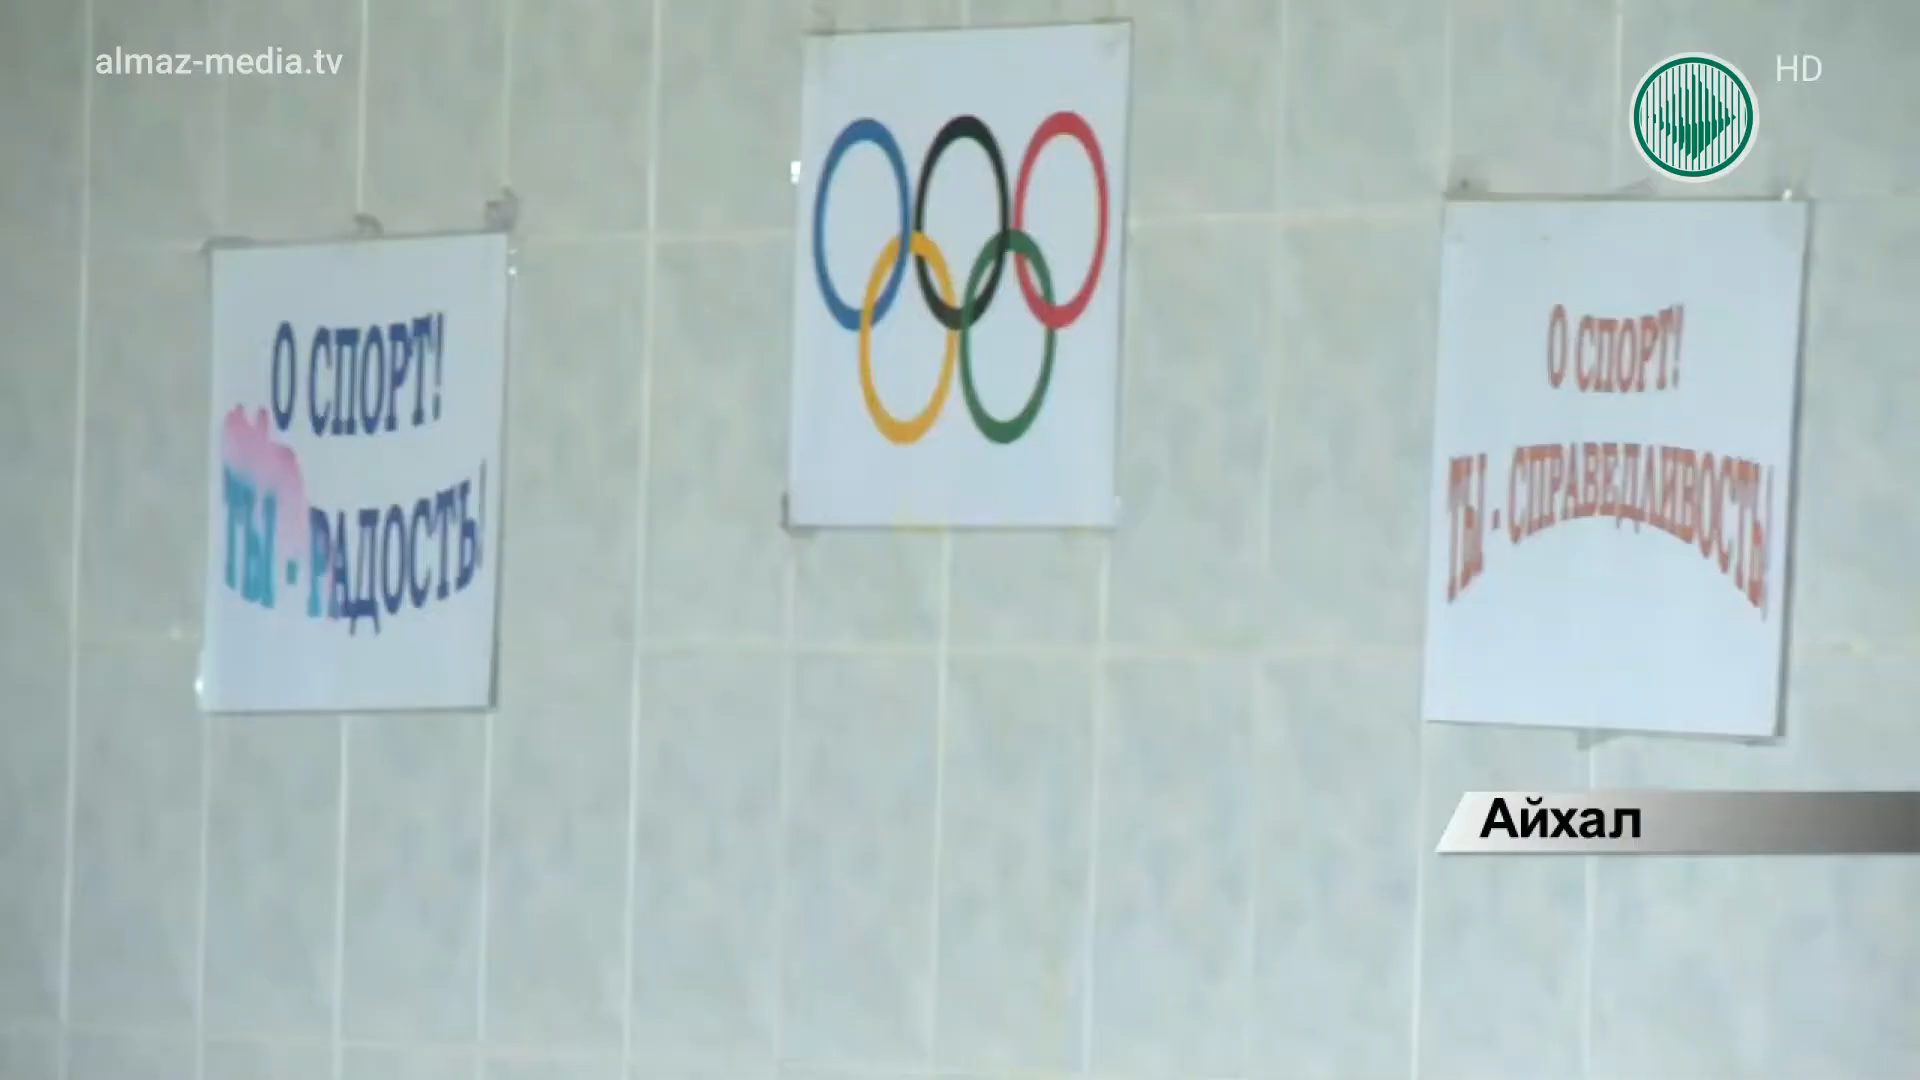 almaz-media.tv
HD
О СПОРТ!
ТЫ - РАДОСТЬ!
О СПОРТ!
ТЫ - СПРАВЕДЛИВОСТЬ!
Айхал